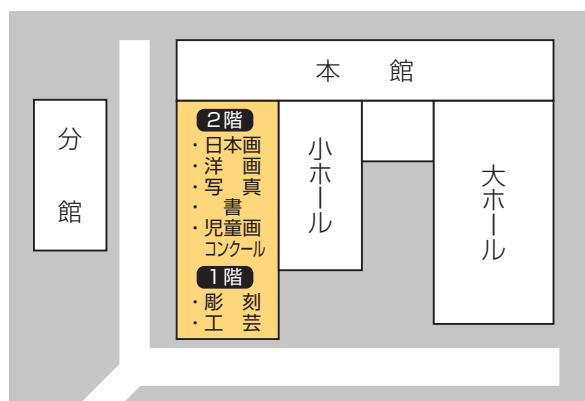 本　館
分館
2階
・日本画
・洋　画
・写　真
・　書
・児童画
コンクール
1階
・彫　刻
・工　芸
小ホール
大ホール